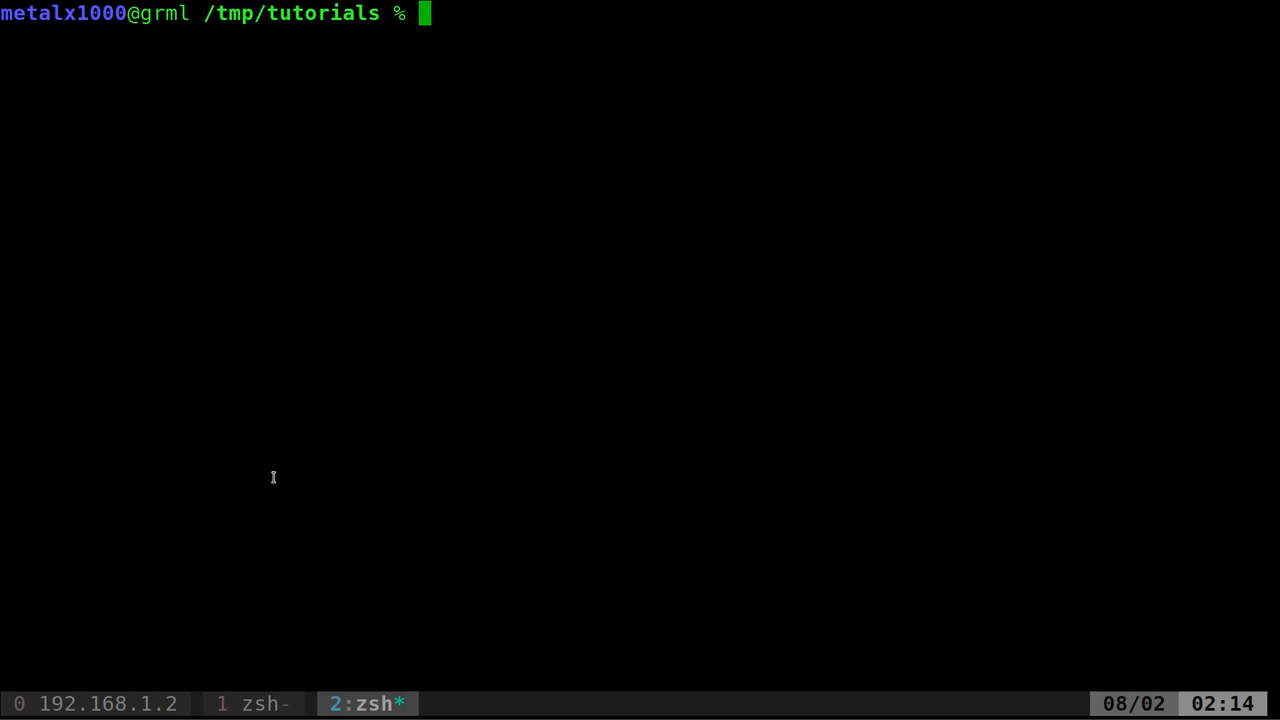 metalx1000@grml /tmp/tutorials %
0 192.168.1.2 1 zsh- 2:zsh* 08/02 02:14